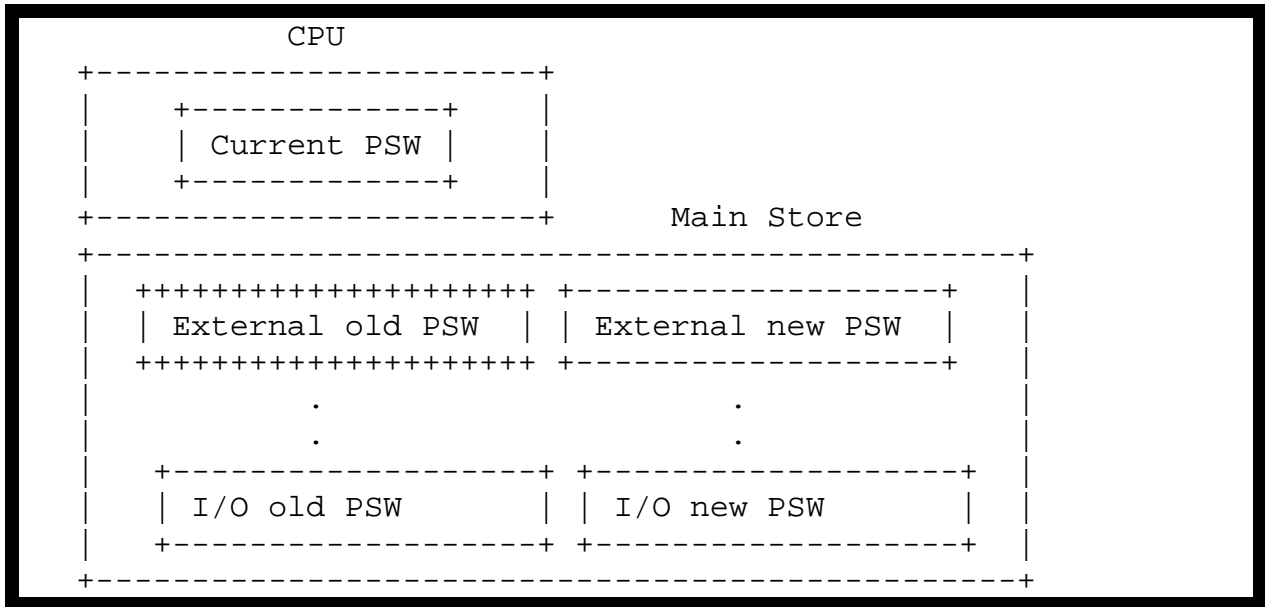 CPU
+-----------------------+
| +-------------+ |
| | Current PSW | |
| +-------------+ |
+-----------------------+ Main Store
+------------------------------------------------+
| +++++++++++++++++++++ +-------------------+ |
| | External old PSW | | External new PSW | |
| +++++++++++++++++++++ +-------------------+ |
| . . |
| . . |
| +-------------------+ +-------------------+ |
| | I/O old PSW | | I/O new PSW | |
| +-------------------+ +-------------------+ |
+------------------------------------------------+